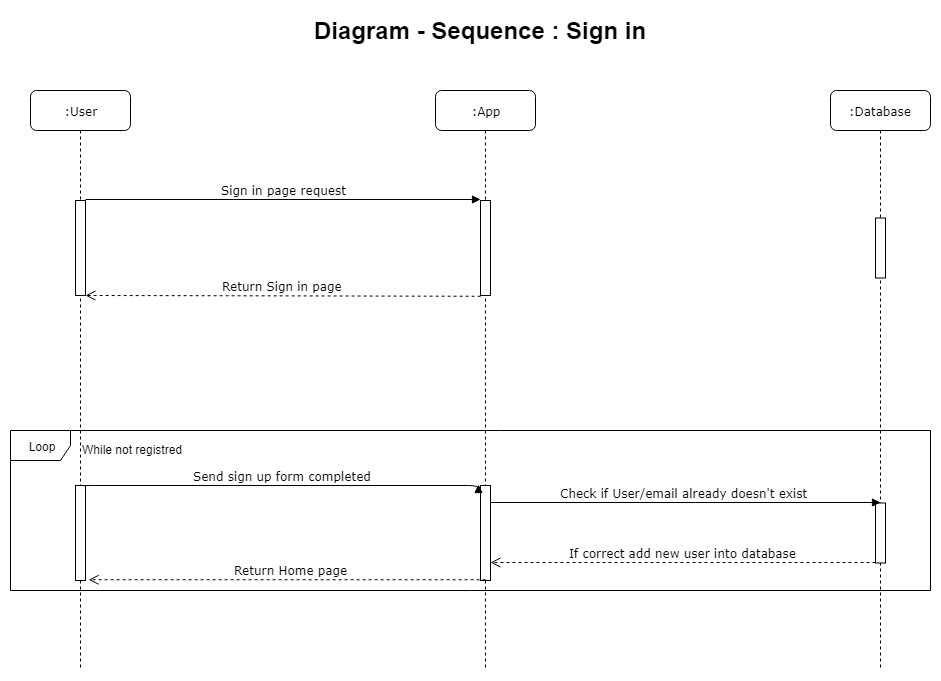 Diagram - Sequence : Sign in
:User
:App
:Database
Sign in page request
Return Sign in page
Loop
While not registred
Send sign up form completed
Check if User/email already doesn't exist
If correct add new user into database
Return Home page